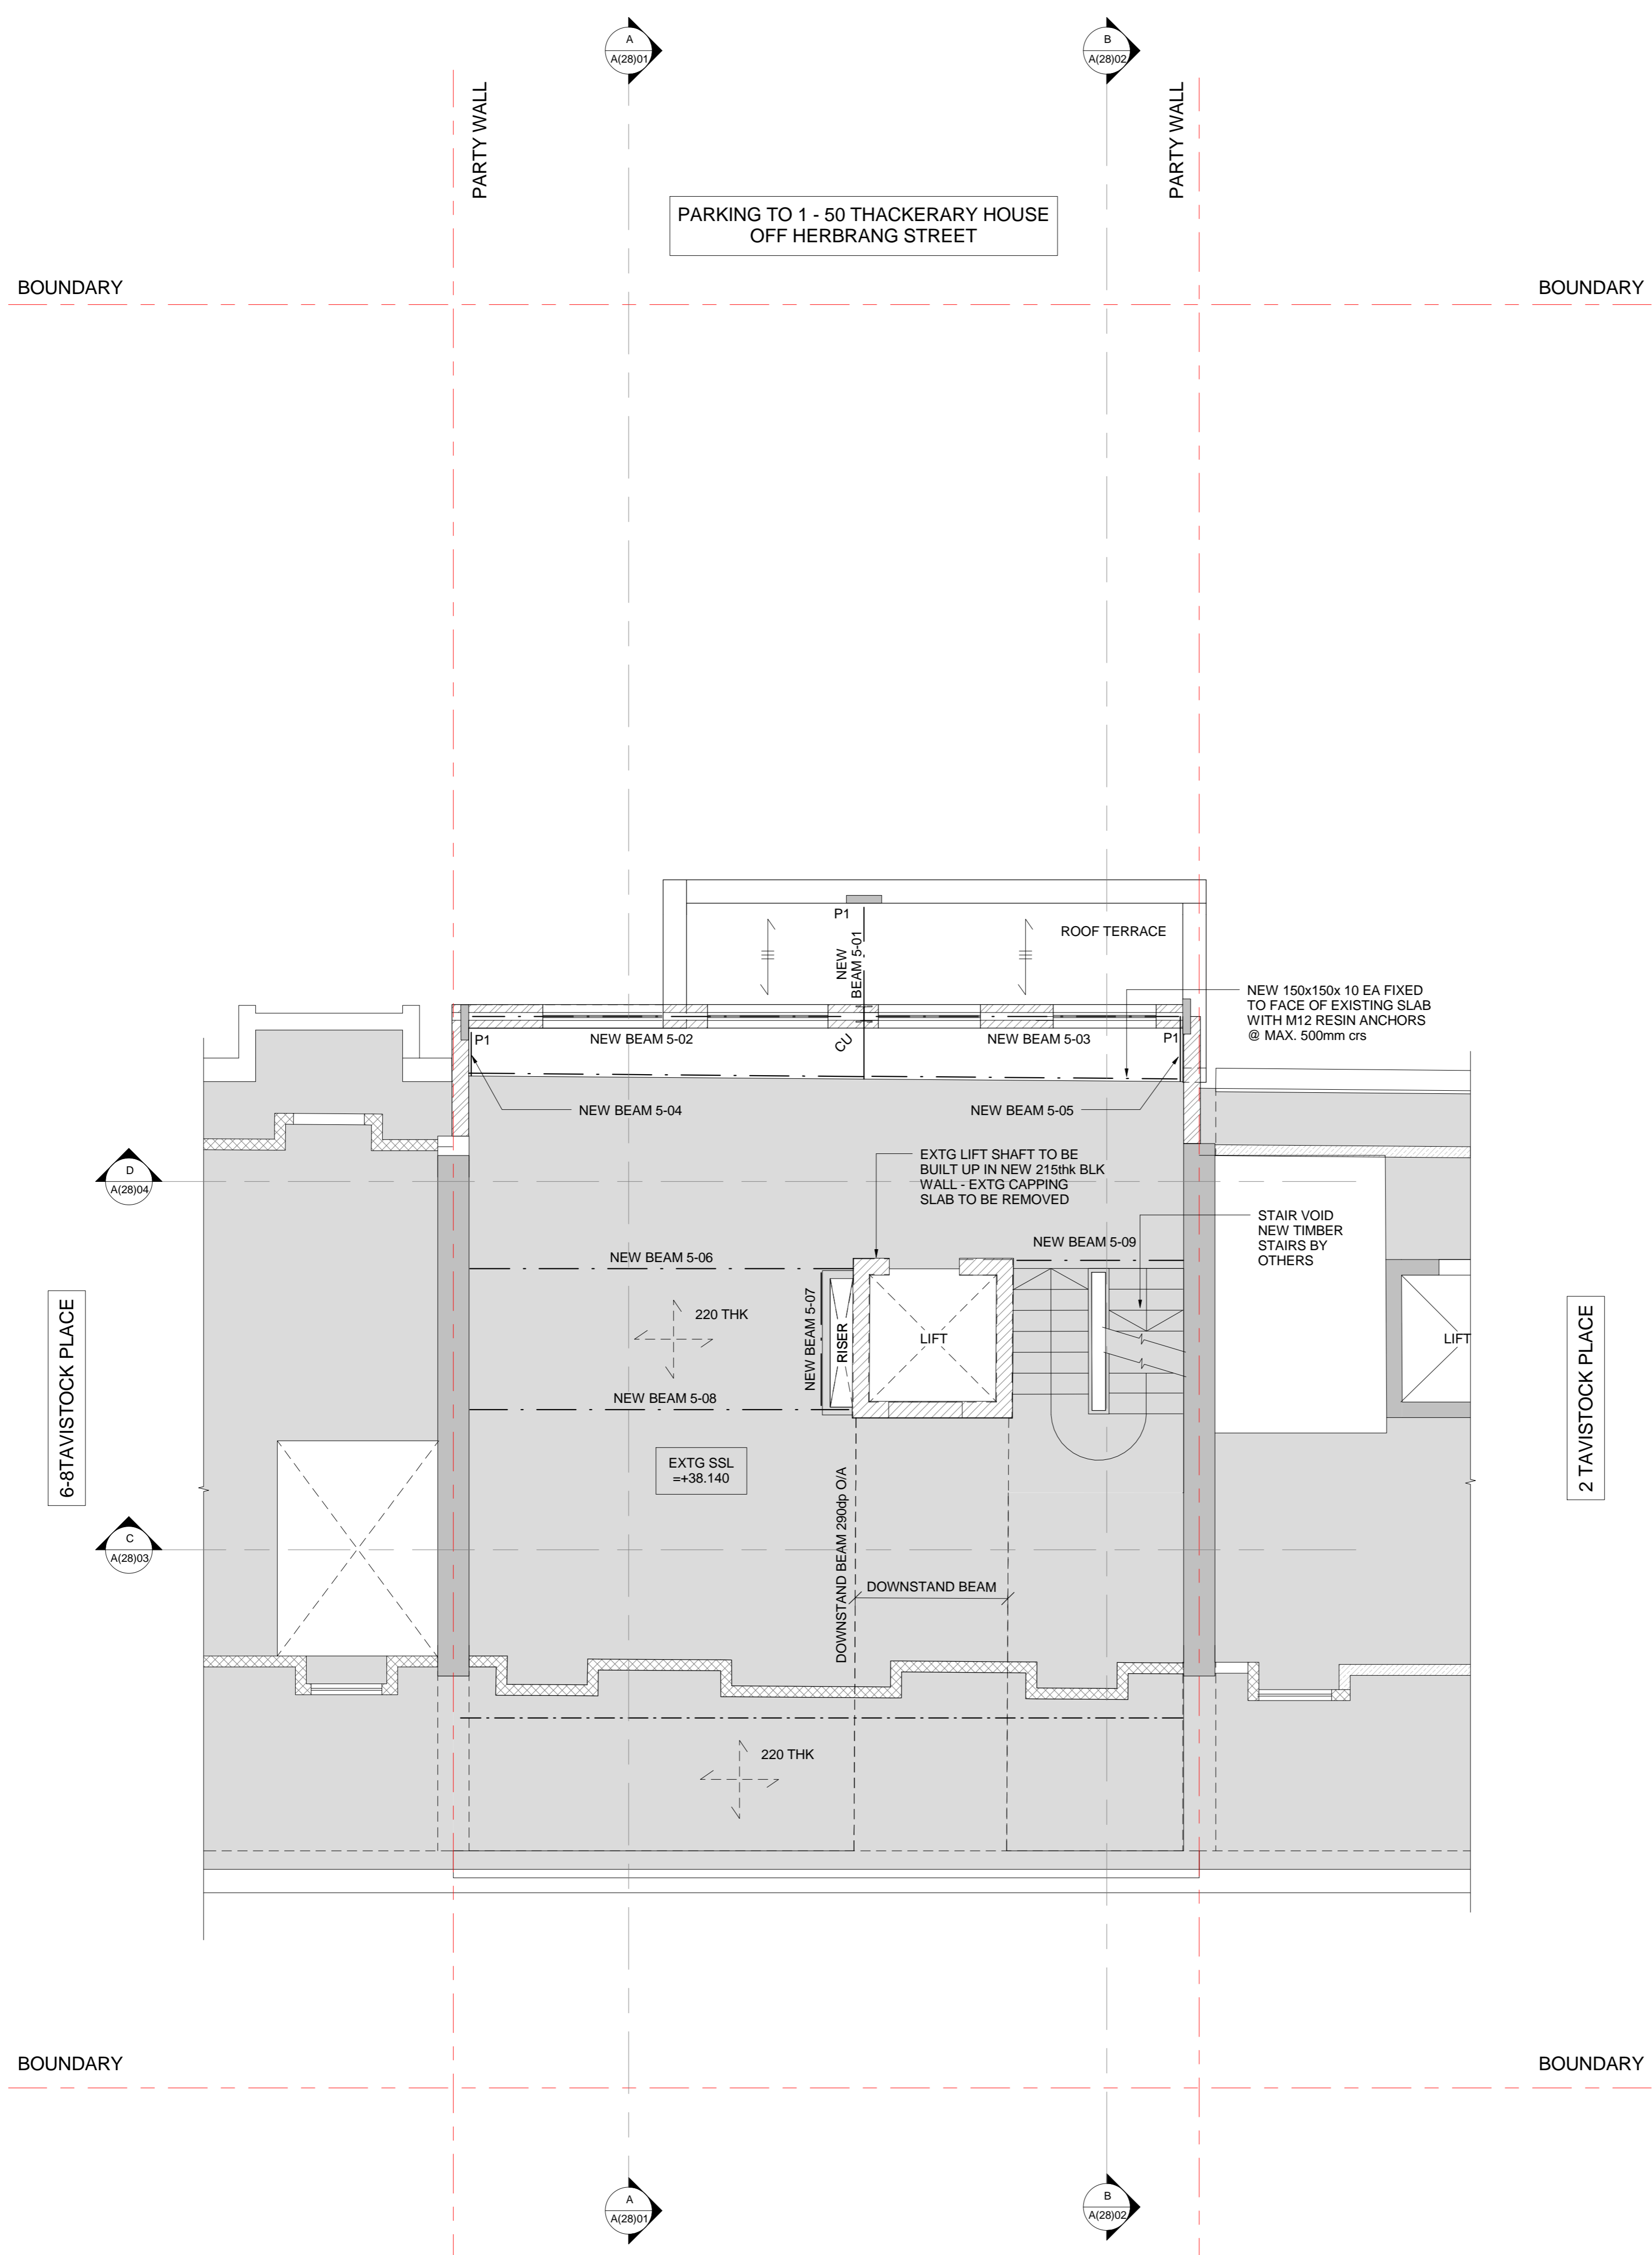 A
A(28)01
B
A(28)02
PARTY WALL
PARTY WALL
PARKING TO 1 - 50 THACKERARY HOUSE
OFF HERBRANG STREET
BOUNDARY
BOUNDARY
P1
NEW
BEAM 5-01
ROOF TERRACE
NEW 150x150x 10 EA FIXED
TO FACE OF EXISTING SLAB
WITH M12 RESIN ANCHORS
@ MAX. 500mm crs
P1
NEW BEAM 5-02
CU
NEW BEAM 5-03
P1
NEW BEAM 5-04
NEW BEAM 5-05
EXTG LIFT SHAFT TO BE
BUILT UP IN NEW 215thk BLK
WALL - EXTG CAPPING
SLAB TO BE REMOVED
D
A(28)04
STAIR VOID
NEW TIMBER
STAIRS BY
OTHERS
NEW BEAM 5-06
NEW BEAM 5-09
220 THK
NEW BEAM 5-07
RISER
LIFT
LIFT
6-8TAVISTOCK PLACE
2 TAVISTOCK PLACE
NEW BEAM 5-08
EXTG SSL
=+38.140
DOWNSTAND BEAM 290dp O/A
C
A(28)03
DOWNSTAND BEAM
220 THK
BOUNDARY
BOUNDARY
A
A(28)01
B
A(28)02